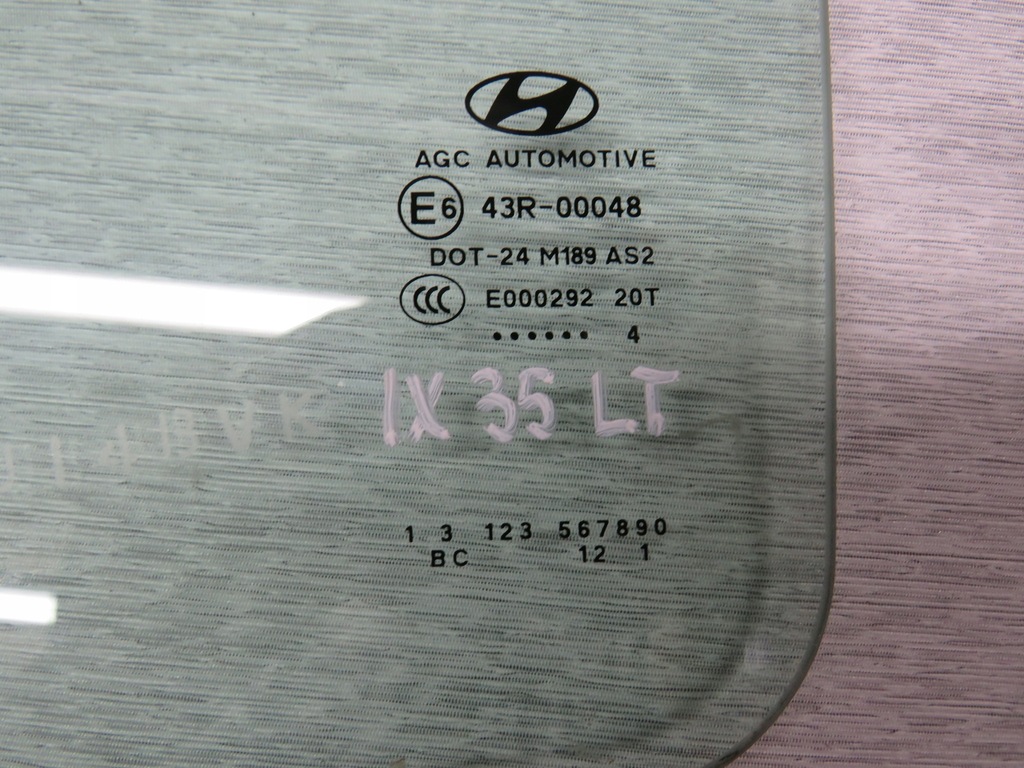 AGC AUTOMOTIVE
E6 43R-00048
DOT-24 M189 AS2
CCC E000292 20T
...... 4
IX 35 LT
1 3 123 567890
BC 12 1